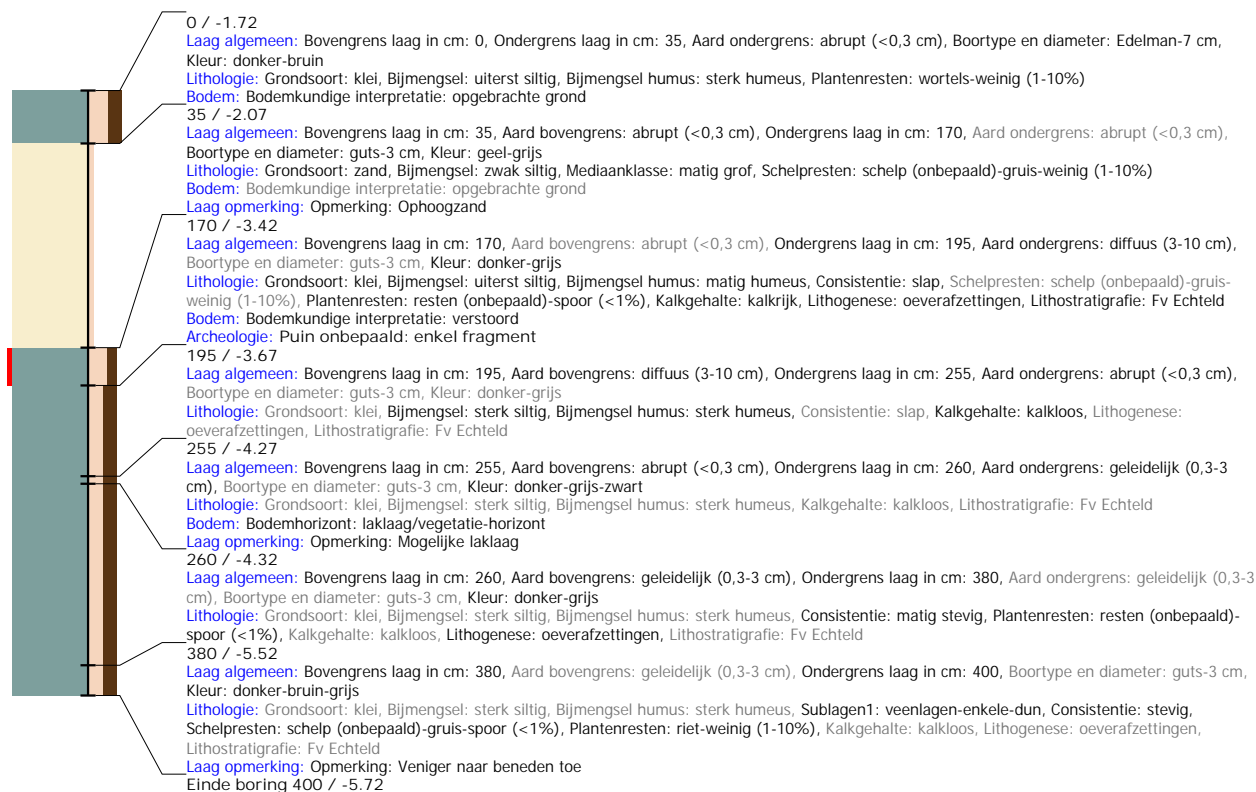 0 / -1.72
Laag algemeen: Bovengrens laag in cm: 0, Ondergrens laag in cm: 35, Aard ondergrens: abrupt (<0,3 cm), Boortype en diameter: Edelman-7 cm,
Kleur: donker-bruin
Lithologie: Grondsoort: klei, Bijmengsel: uiterst siltig, Bijmengsel humus: sterk humeus, Plantenresten: wortels-weinig (1-10%)
Bodem: Bodemkundige interpretatie: opgebrachte grond
35 / -2.07
Laag algemeen: Bovengrens laag in cm: 35, Aard bovengrens: abrupt (<0,3 cm), Ondergrens laag in cm: 170, Aard ondergrens: abrupt (<0,3 cm),
Boortype en diameter: guts-3 cm, Kleur: geel-grijs
Lithologie: Grondsoort: zand, Bijmengsel: zwak siltig, Mediaanklasse: matig grof, Schelpresten: schelp (onbepaald)-gruis-weinig (1-10%)
Bodem: Bodemkundige interpretatie: opgebrachte grond
Laag opmerking: Opmerking: Ophoogzand
170 / -3.42
Laag algemeen: Bovengrens laag in cm: 170, Aard bovengrens: abrupt (<0,3 cm), Ondergrens laag in cm: 195, Aard ondergrens: diffuus (3-10 cm),
Boortype en diameter: guts-3 cm, Kleur: donker-grijs
Lithologie: Grondsoort: klei, Bijmengsel: uiterst siltig, Bijmengsel humus: matig humeus, Consistentie: slap, Schelpresten: schelp (onbepaald)-gruis-
weinig (1-10%), Plantenresten: resten (onbepaald)-spoor (<1%), Kalkgehalte: kalkrijk, Lithogenese: oeverafzettingen, Lithostratigrafie: Fv Echteld
Bodem: Bodemkundige interpretatie: verstoord
Archeologie: Puin onbepaald: enkel fragment
195 / -3.67
Laag algemeen: Bovengrens laag in cm: 195, Aard bovengrens: diffuus (3-10 cm), Ondergrens laag in cm: 255, Aard ondergrens: abrupt (<0,3 cm),
Boortype en diameter: guts-3 cm, Kleur: donker-grijs
Lithologie: Grondsoort: klei, Bijmengsel: sterk siltig, Bijmengsel humus: sterk humeus, Consistentie: slap, Kalkgehalte: kalkloos, Lithogenese:
oeverafzettingen, Lithostratigrafie: Fv Echteld
255 / -4.27
Laag algemeen: Bovengrens laag in cm: 255, Aard bovengrens: abrupt (<0,3 cm), Ondergrens laag in cm: 260, Aard ondergrens: geleidelijk (0,3-3
cm), Boortype en diameter: guts-3 cm, Kleur: donker-grijs-zwart
Lithologie: Grondsoort: klei, Bijmengsel: sterk siltig, Bijmengsel humus: sterk humeus, Kalkgehalte: kalkloos, Lithostratigrafie: Fv Echteld
Bodem: Bodemhorizont: laklaag/vegetatie-horizont
Laag opmerking: Opmerking: Mogelijke laklaag
260 / -4.32
Laag algemeen: Bovengrens laag in cm: 260, Aard bovengrens: geleidelijk (0,3-3 cm), Ondergrens laag in cm: 380, Aard ondergrens: geleidelijk (0,3-3
cm), Boortype en diameter: guts-3 cm, Kleur: donker-grijs
Lithologie: Grondsoort: klei, Bijmengsel: sterk siltig, Bijmengsel humus: sterk humeus, Consistentie: matig stevig, Plantenresten: resten (onbepaald)-
spoor (<1%), Kalkgehalte: kalkloos, Lithogenese: oeverafzettingen, Lithostratigrafie: Fv Echteld
380 / -5.52
Laag algemeen: Bovengrens laag in cm: 380, Aard bovengrens: geleidelijk (0,3-3 cm), Ondergrens laag in cm: 400, Boortype en diameter: guts-3 cm,
Kleur: donker-bruin-grijs
Lithologie: Grondsoort: klei, Bijmengsel: sterk siltig, Bijmengsel humus: sterk humeus, Sublagen1: veenlagen-enkele-dun, Consistentie: stevig,
Schelpresten: schelp (onbepaald)-gruis-spoor (<1%), Plantenresten: riet-weinig (1-10%), Kalkgehalte: kalkloos, Lithogenese: oeverafzettingen,
Lithostratigrafie: Fv Echteld
Laag opmerking: Opmerking: Veniger naar beneden toe
Einde boring 400 / -5.72